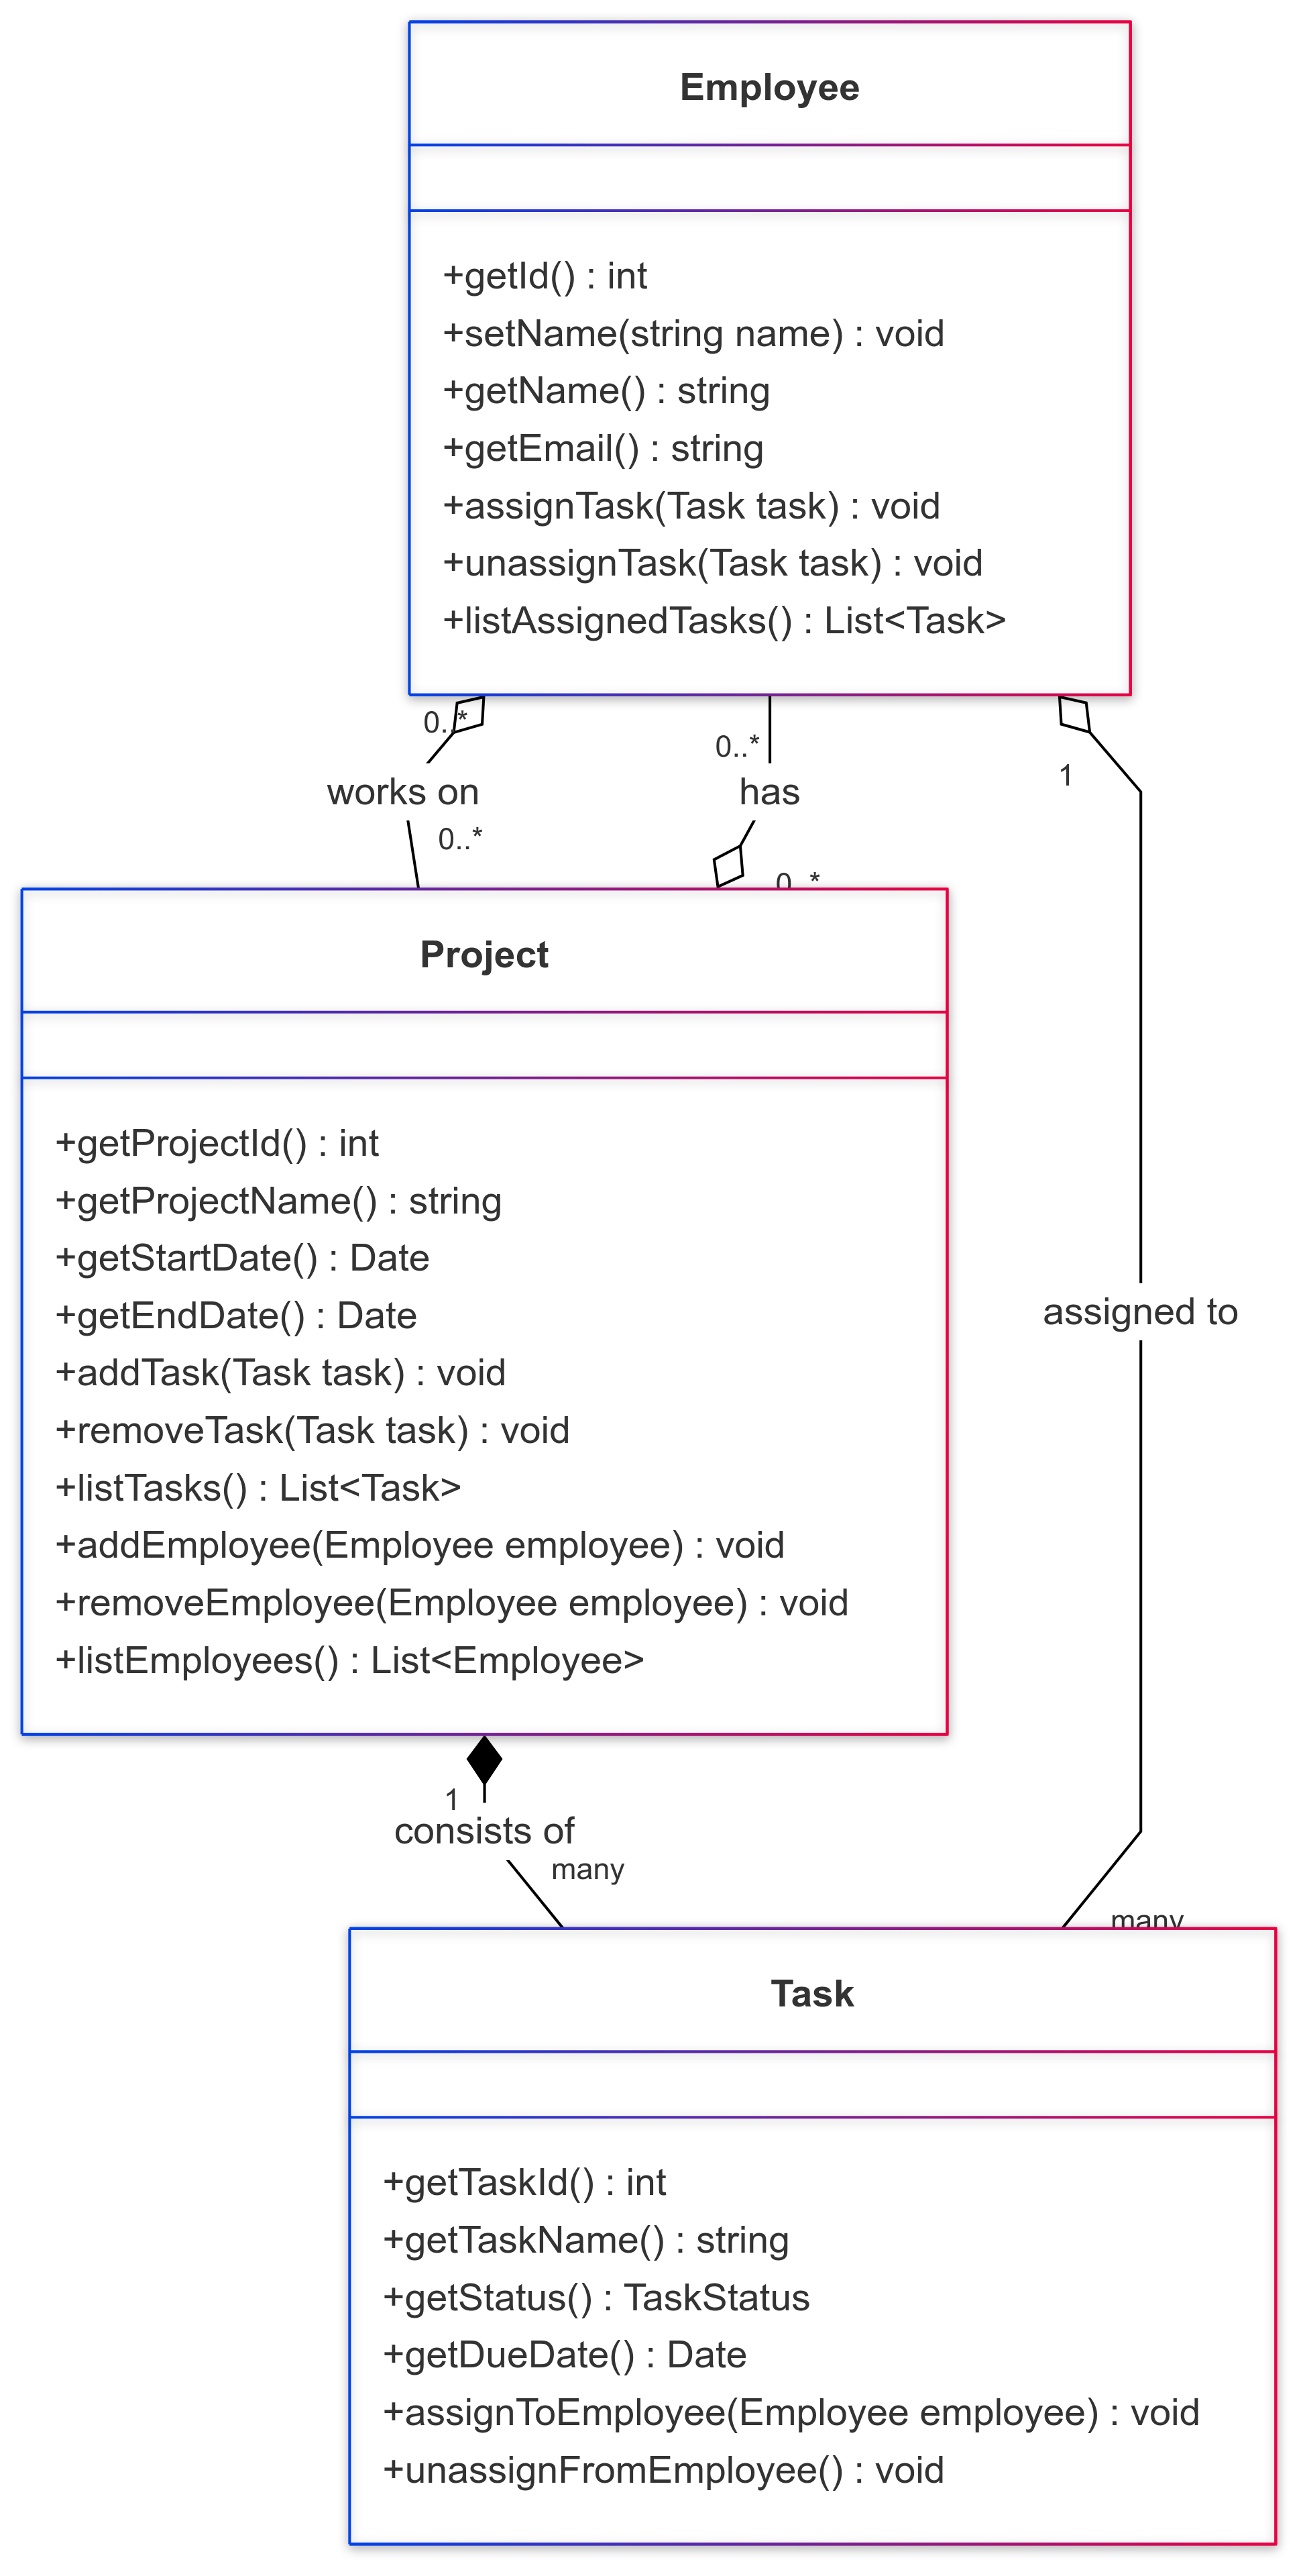 Employee
+getId() : int
+setName(string name) : void
+getName() : string
+getEmail() : string
+assignTask(Task task) : void
+unassignTask(Task task) : void
+listAssignedTasks() : List<Task>
0..*
0..*
1
works on
has
0..*
0..*
Project
+getProjectId() : int
+getProjectName() : string
+getStartDate() : Date
+getEndDate() : Date
+addTask(Task task) : void
+removeTask(Task task) : void
+listTasks() : List<Task>
+addEmployee(Employee employee) : void
+removeEmployee(Employee employee) : void
+listEmployees() : List<Employee>
assigned to
1
consists of
many
many
Task
+getTaskId() : int
+getTaskName() : string
+getStatus() : TaskStatus
+getDueDate() : Date
+assignToEmployee(Employee employee) : void
+unassignFromEmployee() : void